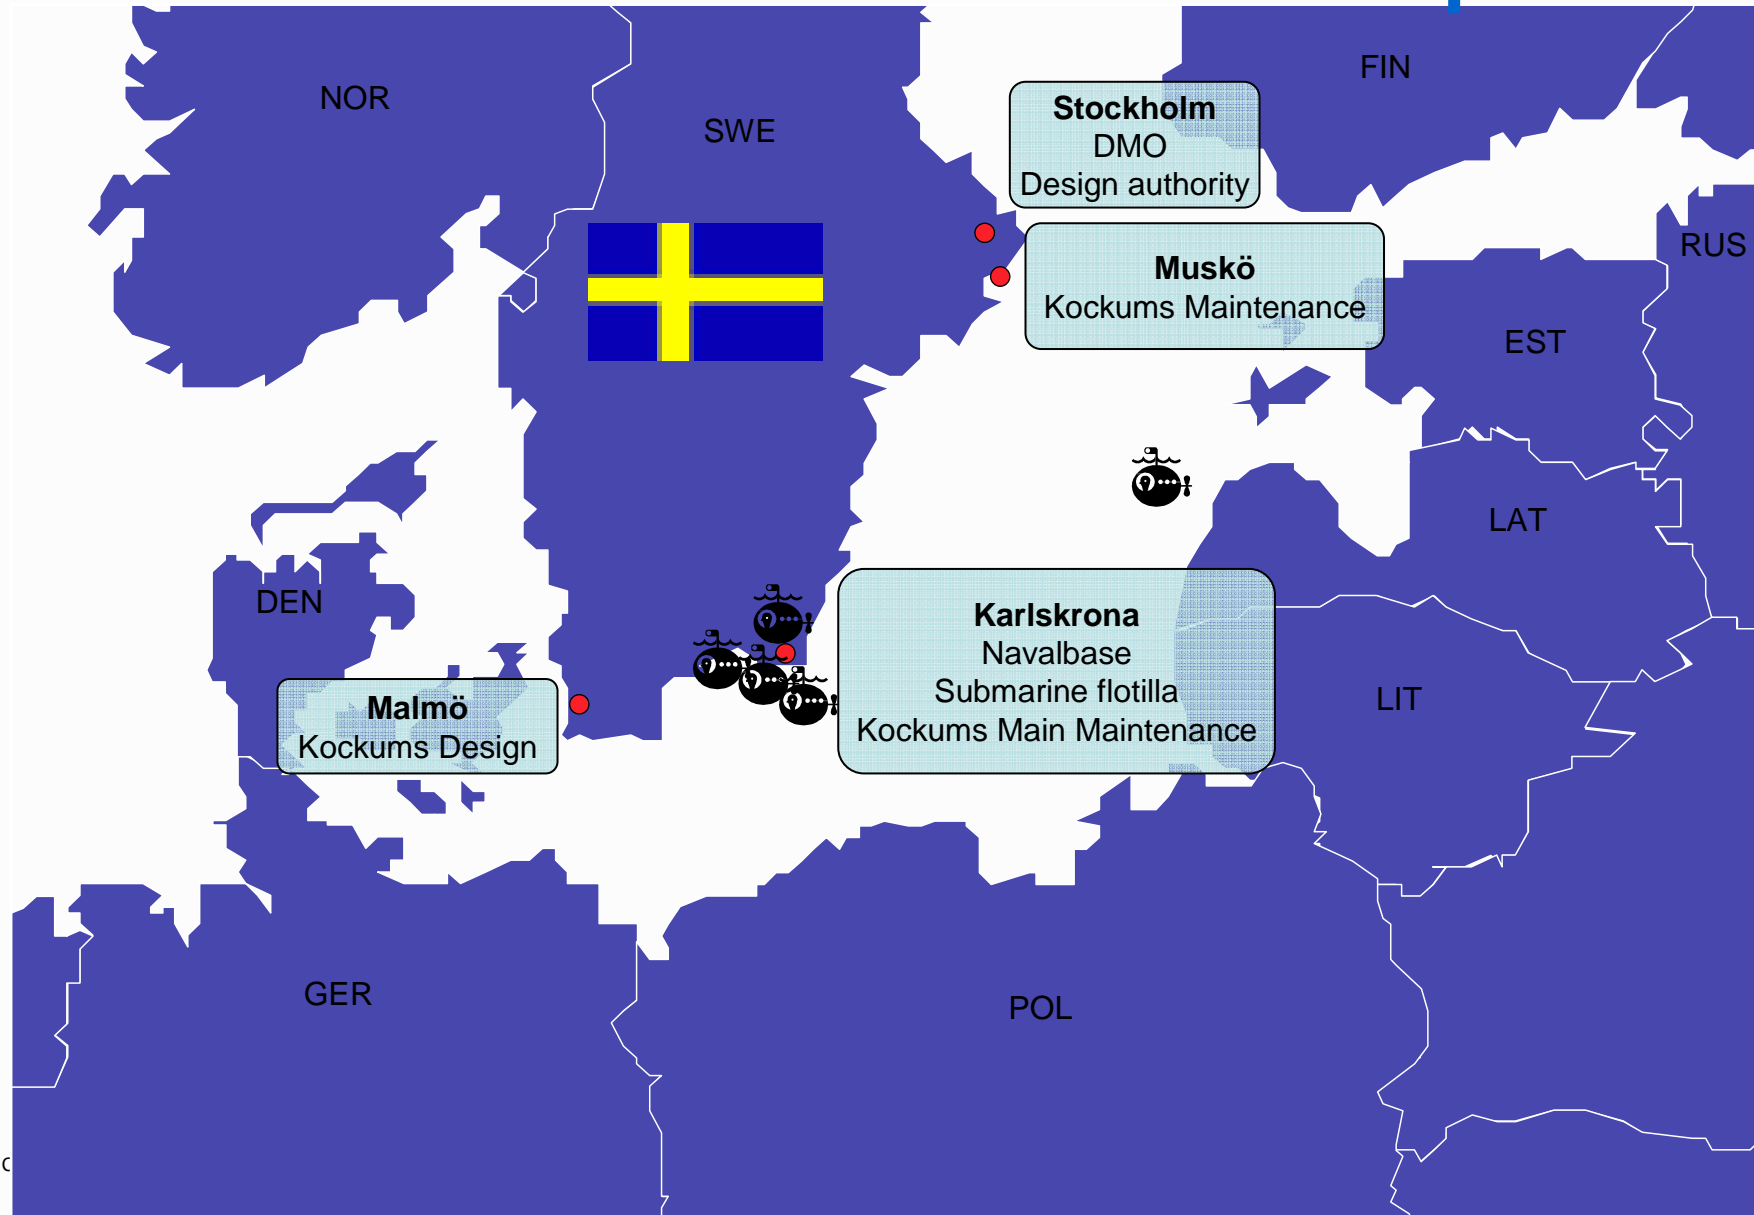 FIN
NOR
Stockholm
DMO
Design authority
SWE
RUS
Muskö
Kockums Maintenance
EST
LAT
DEN
Karlskrona
Navalbase
Submarine flotilla
Kockums Main Maintenance
LIT
Malmö
Kockums Design
GER
POL